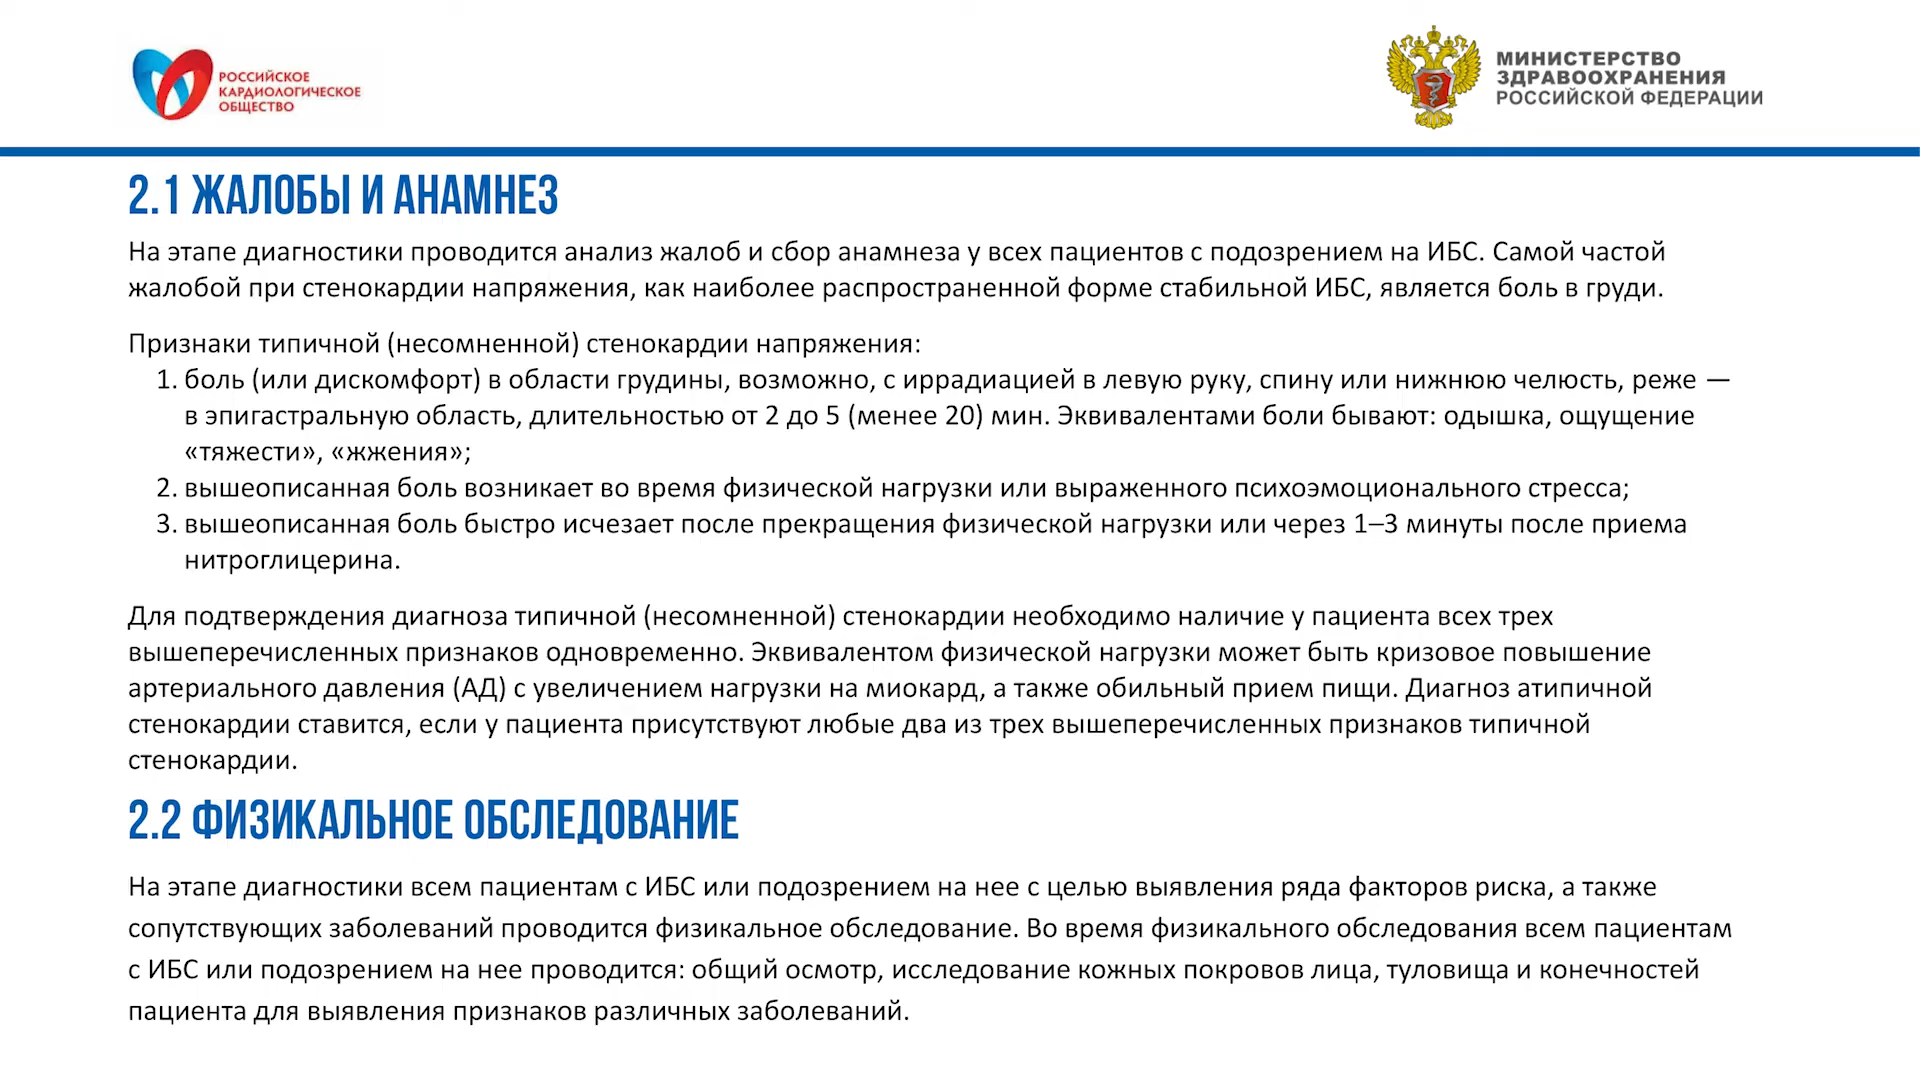 РОССИЙСКОЕ
КАРДИОЛОГИЧЕСКОЕ
ОБЩЕСТВО
МИНИСТЕРСТВО
ЗДРАВООХРАНЕНИЯ
РОССИЙСКОЙ ФЕДЕРАЦИИ
2.1 ЖАЛОБЫ И АНАМНЕЗ
На этапе диагностики проводится анализ жалоб и сбор анамнеза у всех пациентов с подозрением на ИБС. Самой частой
жалобой при стенокардии напряжения, как наиболее распространенной форме стабильной ИБС, является боль в груди.
Признаки типичной (несомненной) стенокардии напряжения:
1. боль (или дискомфорт) в области грудины, возможно, с иррадиацией в левую руку, спину или нижнюю челюсть, реже —
в эпигастральную область, длительностью от 2 до 5 (менее 20) мин. Эквивалентами боли бывают: одышка, ощущение
«тяжести», «жжения»;
2. вышеописанная боль возникает во время физической нагрузки или выраженного психоэмоционального стресса;
3. вышеописанная боль быстро исчезает после прекращения физической нагрузки или через 1–3 минуты после приема
нитроглицерина.
Для подтверждения диагноза типичной (несомненной) стенокардии необходимо наличие у пациента всех трех
вышеперечисленных признаков одновременно. Эквивалентом физической нагрузки может быть кризовое повышение
артериального давления (АД) с увеличением нагрузки на миокард, а также обильный прием пищи. Диагноз атипичной
стенокардии ставится, если у пациента присутствуют любые два из трех вышеперечисленных признаков типичной
стенокардии.
2.2 ФИЗИКАЛЬНОЕ ОБСЛЕДОВАНИЕ
На этапе диагностики всем пациентам с ИБС или подозрением на нее с целью выявления ряда факторов риска, а также
сопутствующих заболеваний проводится физикальное обследование. Во время физикального обследования всем пациентам
с ИБС или подозрением на нее проводится: общий осмотр, исследование кожных покровов лица, туловища и конечностей
пациента для выявления признаков различных заболеваний.